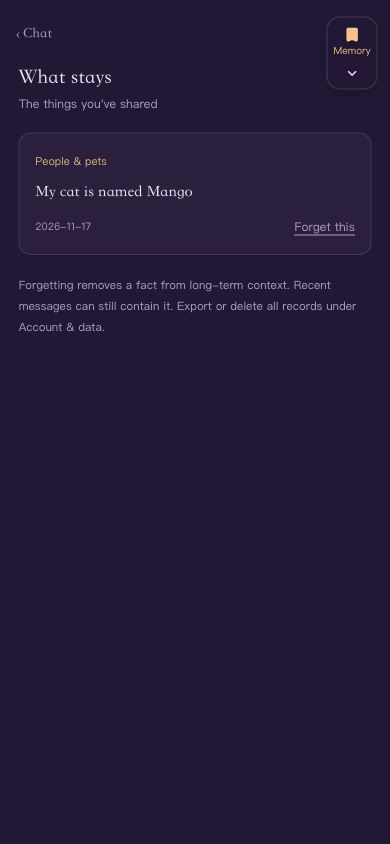 ‹ Chat
Memory
What stays
The things you've shared
People & pets
My cat is named Mango
2026-11-17
Forget this
Forgetting removes a fact from long-term context. Recent
messages can still contain it. Export or delete all records under
Account & data.